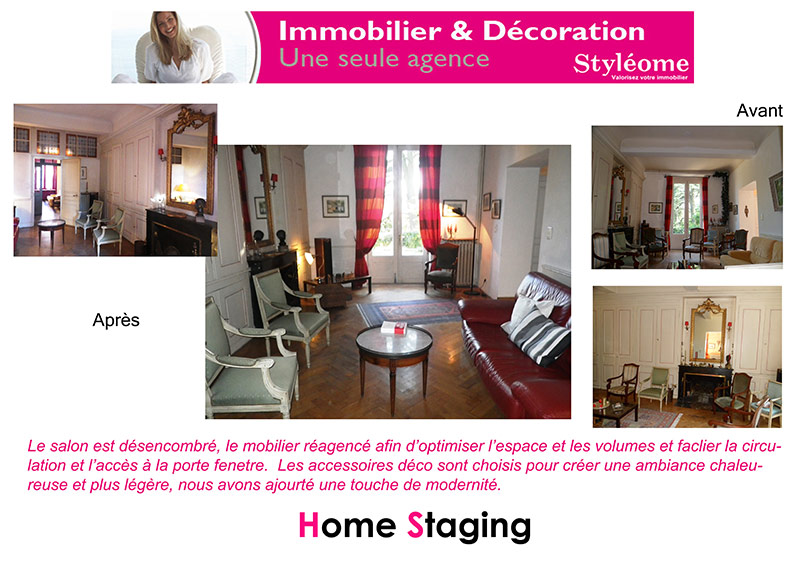 Immobilier & Décoration
Une seule agence
Styléome
Valorisez votre immobilier
Avant
Après
Le salon est désencombré, le mobilier réagencé afin d'optimiser l'espace et les volumes et faclier la circu-
lation et l'accès à la porte fenetre.  Les accessoires déco sont choisis pour créer une ambiance chaleu-
reuse et plus légère, nous avons ajourté une touche de modernité.
Home Staging